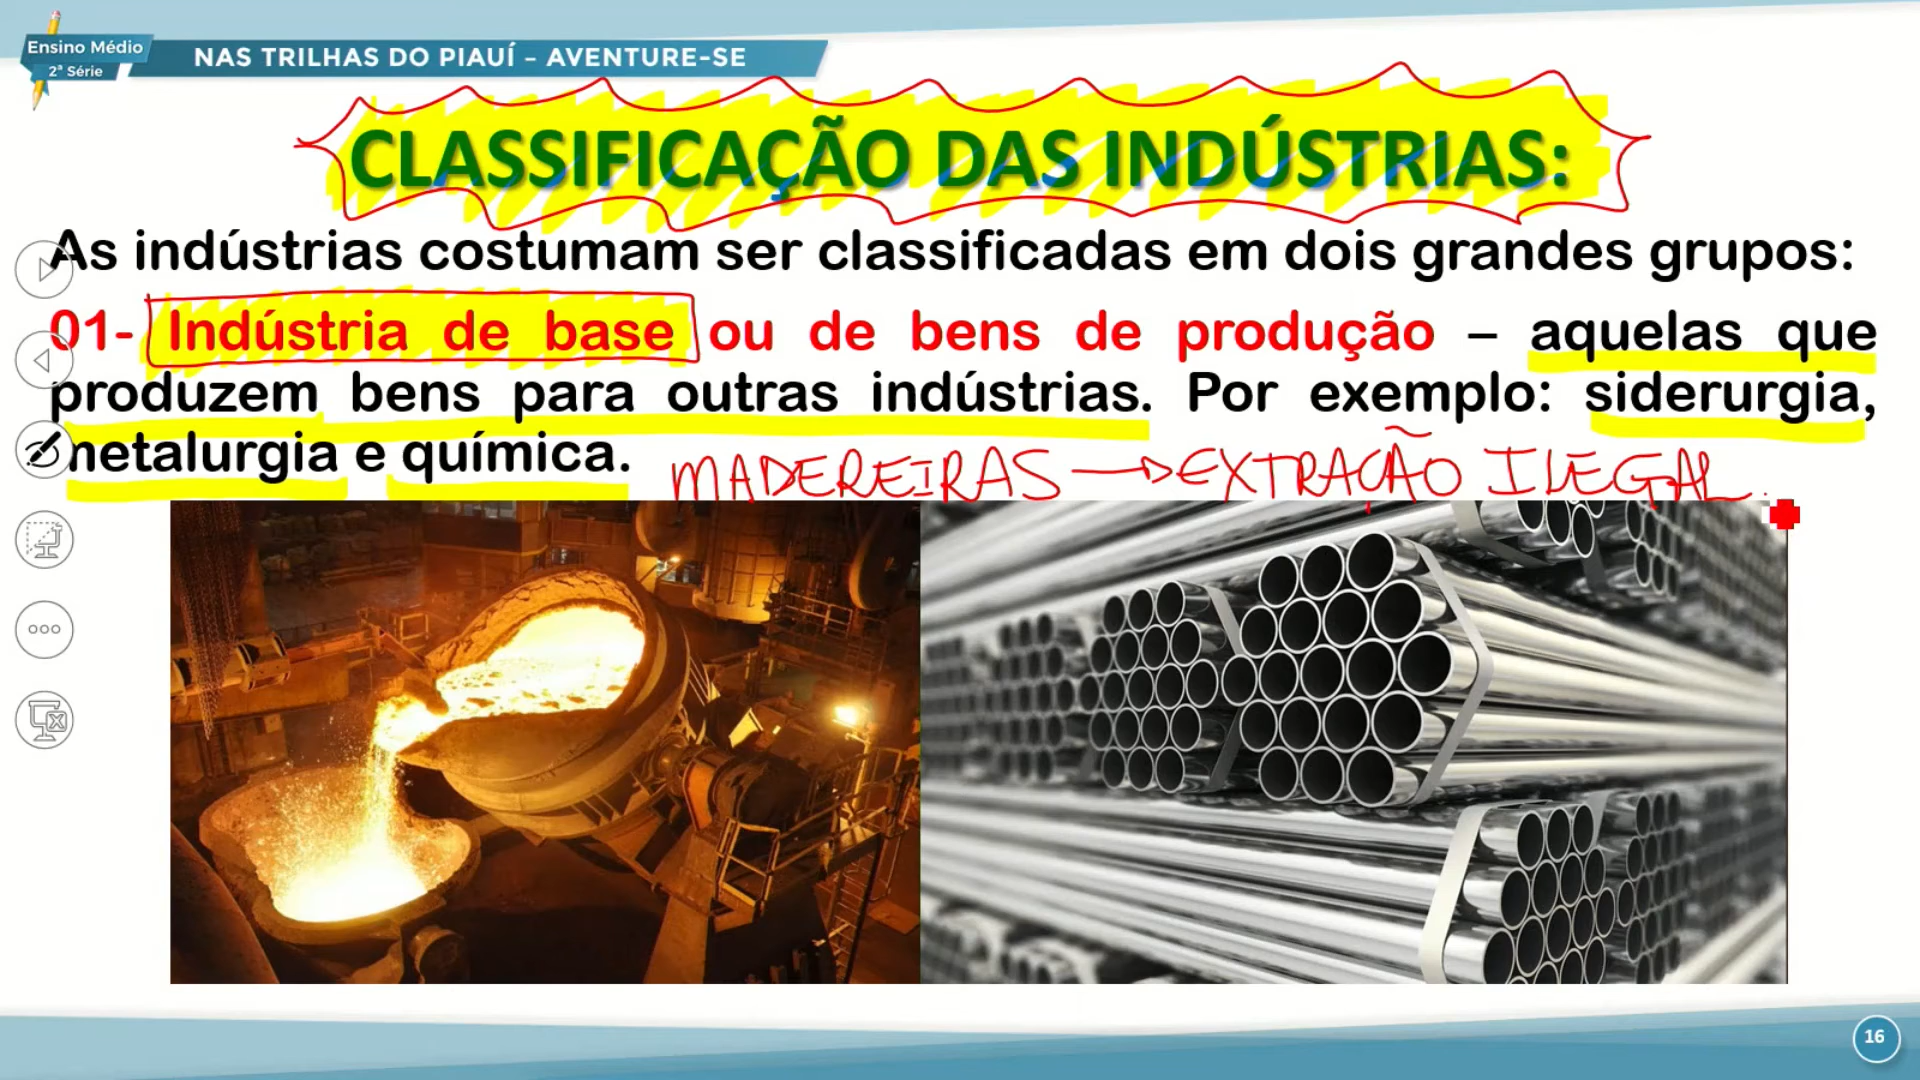 Ensino Médio
2ª Série
NAS TRILHAS DO PIAUÍ – AVENTURE-SE
CLASSIFICAÇÃO DAS INDÚSTRIAS:
As indústrias costumam ser classificadas em dois grandes grupos:
01- Indústria de base ou de bens de produção – aquelas que
produzem bens para outras indústrias. Por exemplo: siderurgia,
metalurgia e química.
MADEREIRAS → EXTRAÇÃO ILEGAL.
16